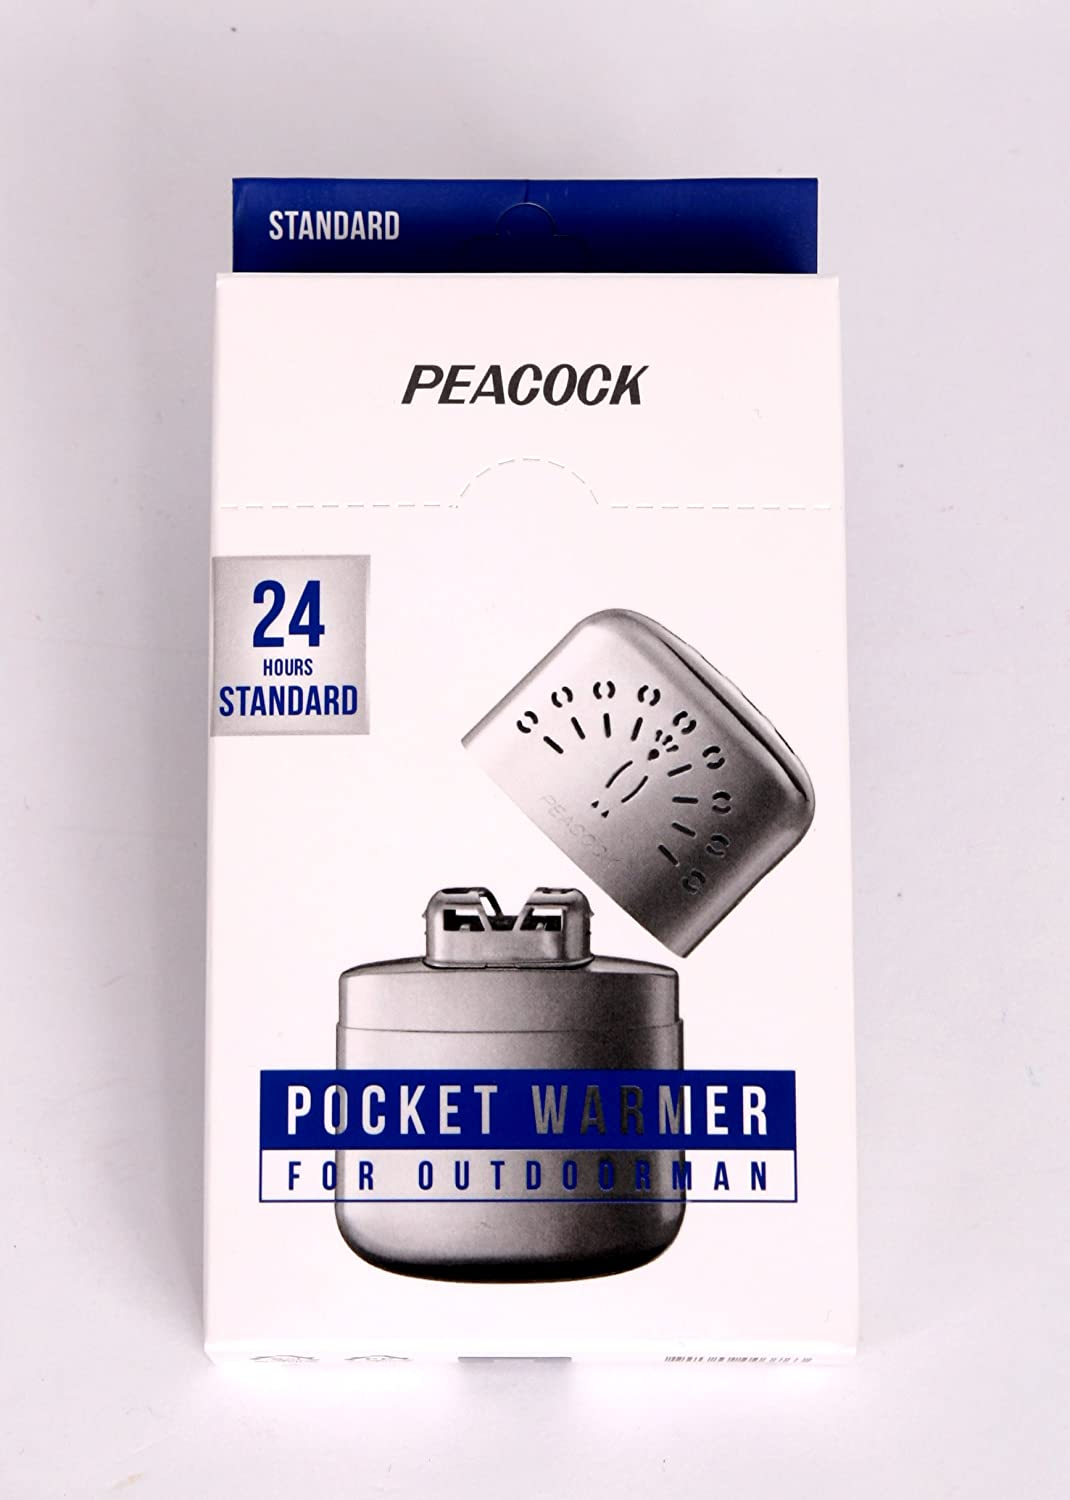 STANDARD
PEACOCK
24
HOURS
STANDARD
PEACOCK
POCKET WARMER
FOR OUTDOORMAN